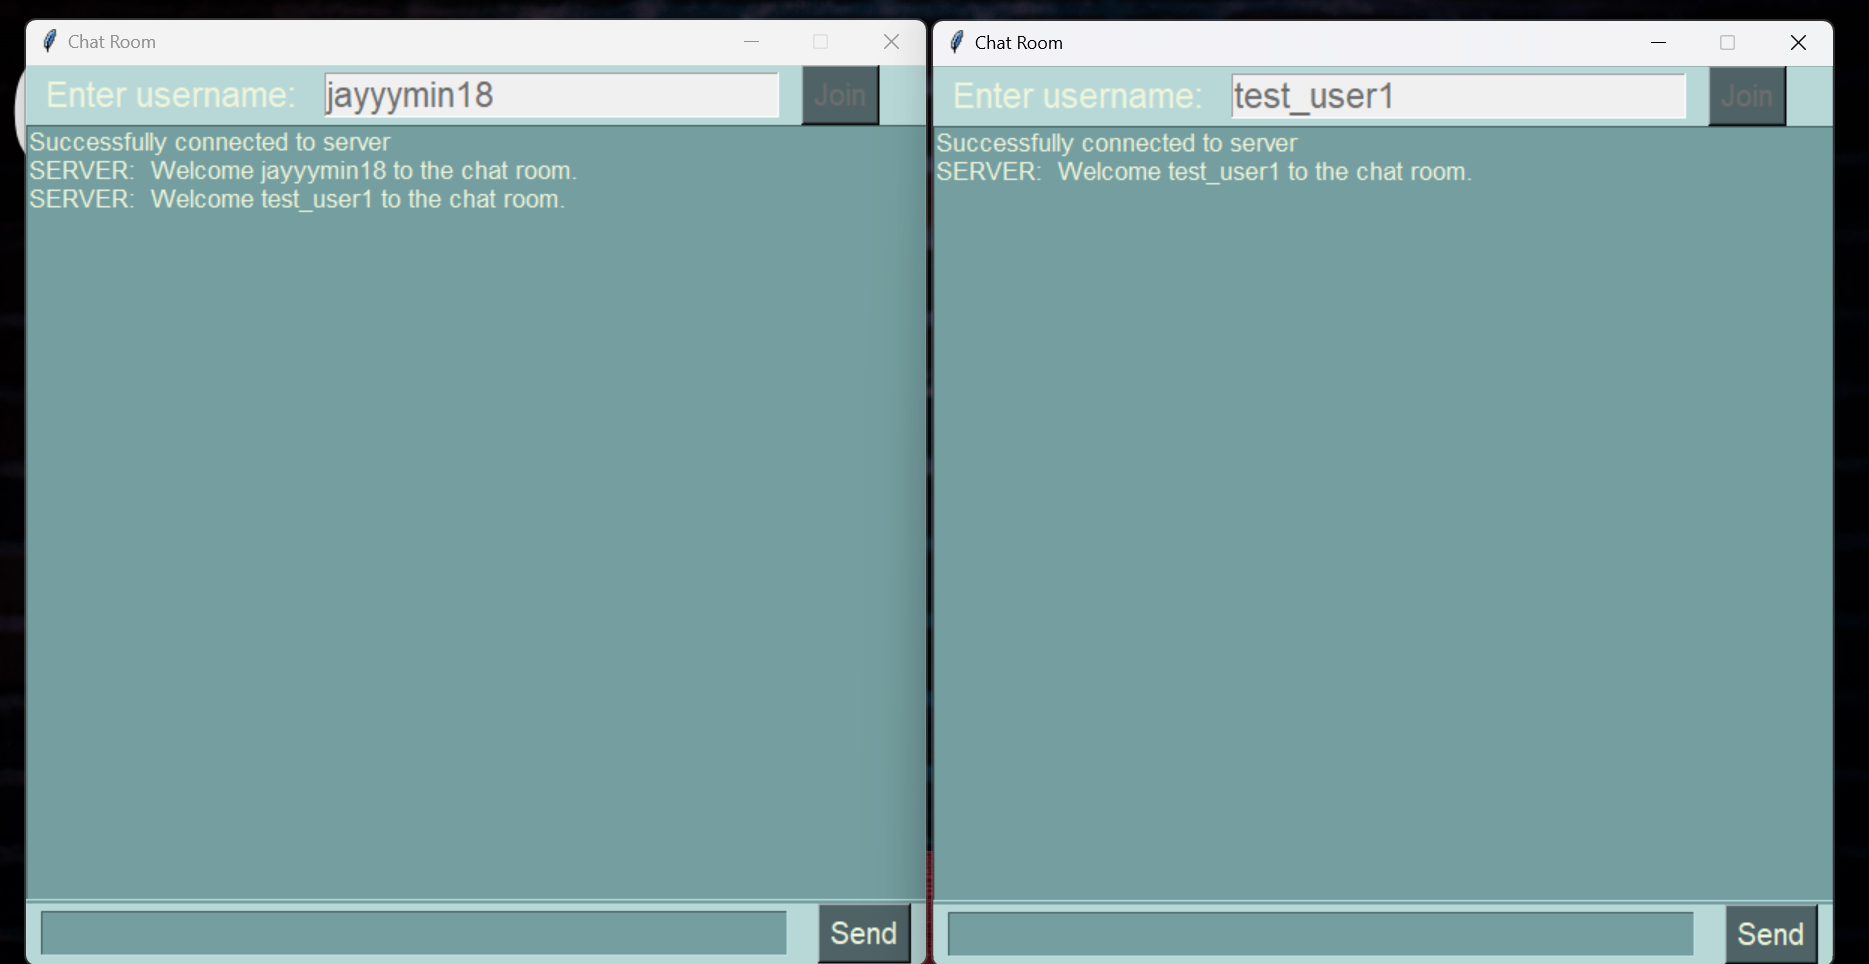 Chat Room
Enter username: jayyymin18 Join
Successfully connected to server
SERVER:  Welcome jayyymin18 to the chat room.
SERVER:  Welcome test_user1 to the chat room.
Send
Chat Room
Enter username: test_user1 Join
Successfully connected to server
SERVER:  Welcome test_user1 to the chat room.
Send